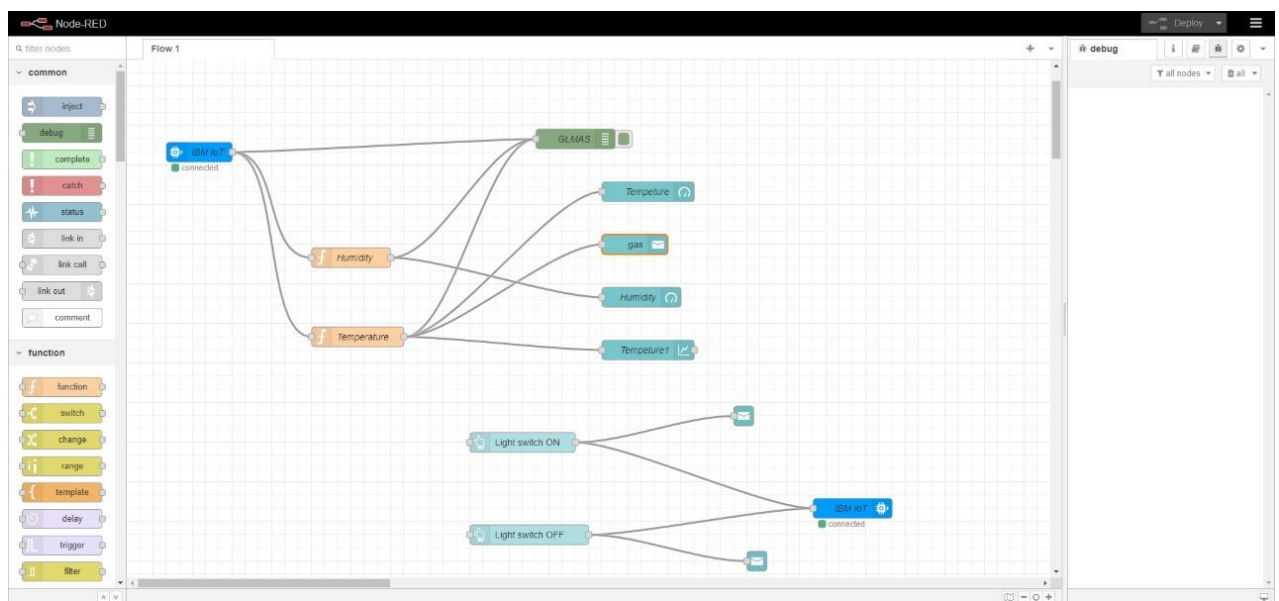 Node-RED
Deploy
filter nodes
Flow 1
debug
all nodes
all
common
inject
debug
complete
catch
status
link in
link call
link out
comment
function
function
switch
change
range
template
delay
trigger
filter
IBM IoT
connected
GLMAS
Tempeture
gas
Humidity
Humidity
Temperature
Tempeture1
Light switch ON
IBM IoT
connected
Light switch OFF